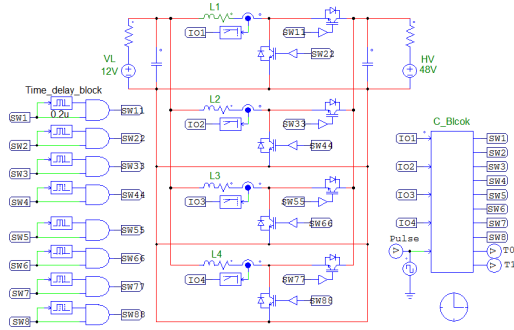 L1
IO1
SW11
SW22
VL
12V
HV
48V
Time_delay_block
0.2u
SW1
SW11
SW2
SW22
SW3
SW33
SW4
SW44
SW5
SW55
SW6
SW66
SW7
SW77
SW8
SW88
L2
IO2
SW33
SW44
L3
IO3
SW55
SW66
L4
IO4
SW77
SW88
C_Blcok
IO1
IO2
IO3
IO4
Pulse
SW1
SW2
SW3
SW4
SW5
SW6
SW7
SW8
T0
T1